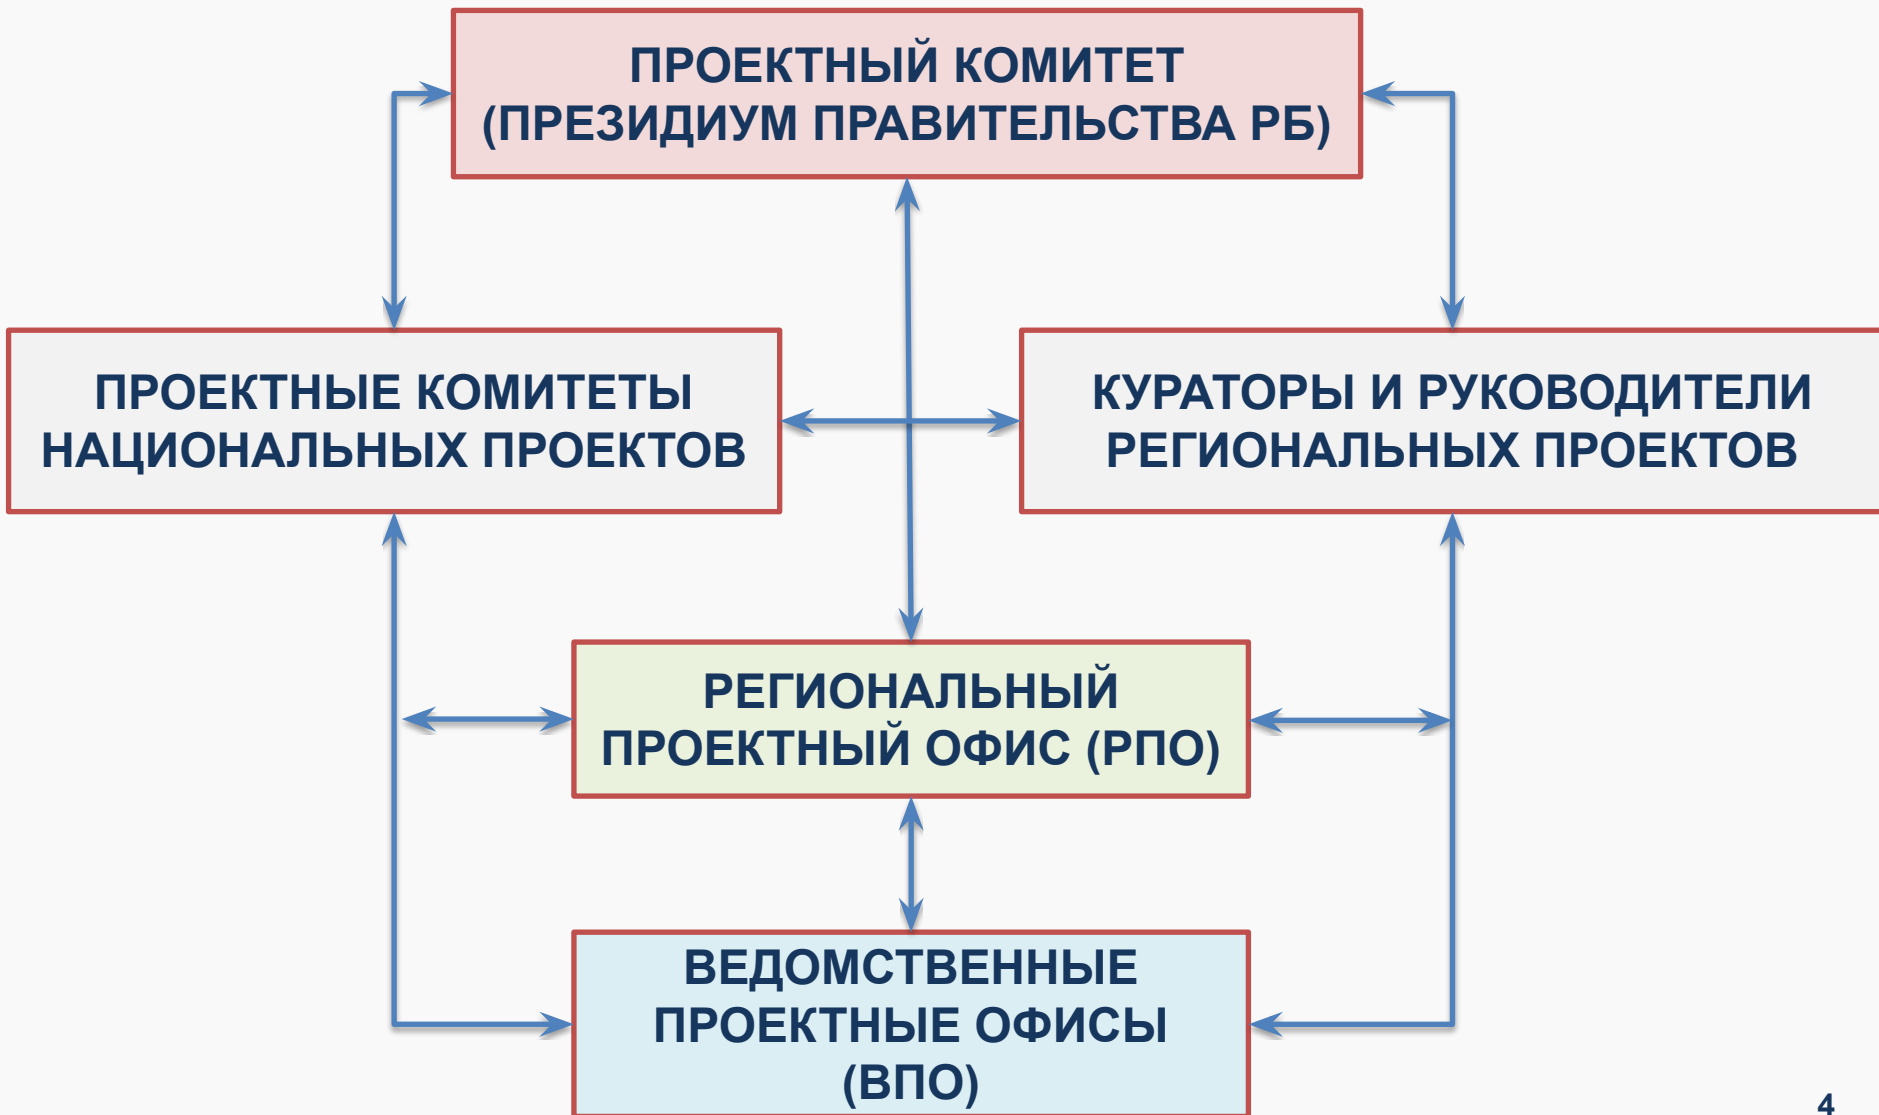 ПРОЕКТНЫЙ КОМИТЕТ
(ПРЕЗИДИУМ ПРАВИТЕЛЬСТВА РБ)
ПРОЕКТНЫЕ КОМИТЕТЫ
НАЦИОНАЛЬНЫХ ПРОЕКТОВ
КУРАТОРЫ И РУКОВОДИТЕЛИ
РЕГИОНАЛЬНЫХ ПРОЕКТОВ
РЕГИОНАЛЬНЫЙ
ПРОЕКТНЫЙ ОФИС (РПО)
ВЕДОМСТВЕННЫЕ
ПРОЕКТНЫЕ ОФИСЫ
(ВПО)
4